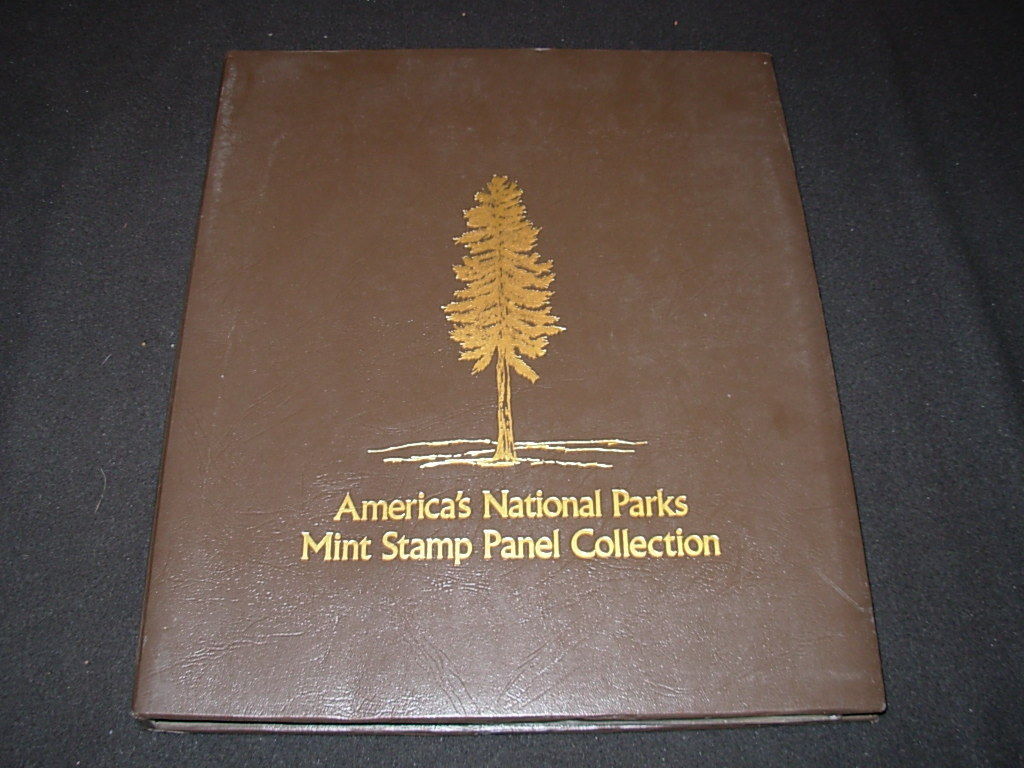 America's National Parks
Mint Stamp Panel Collection